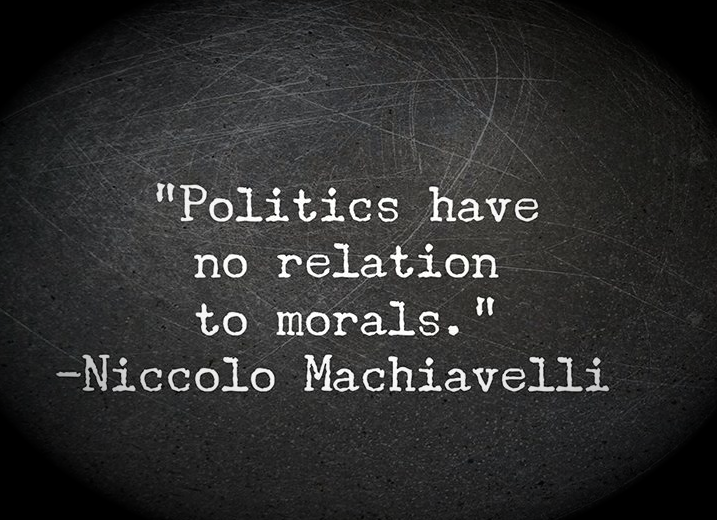 "Politics have
no relation
to morals."
-Niccolo Machiavelli